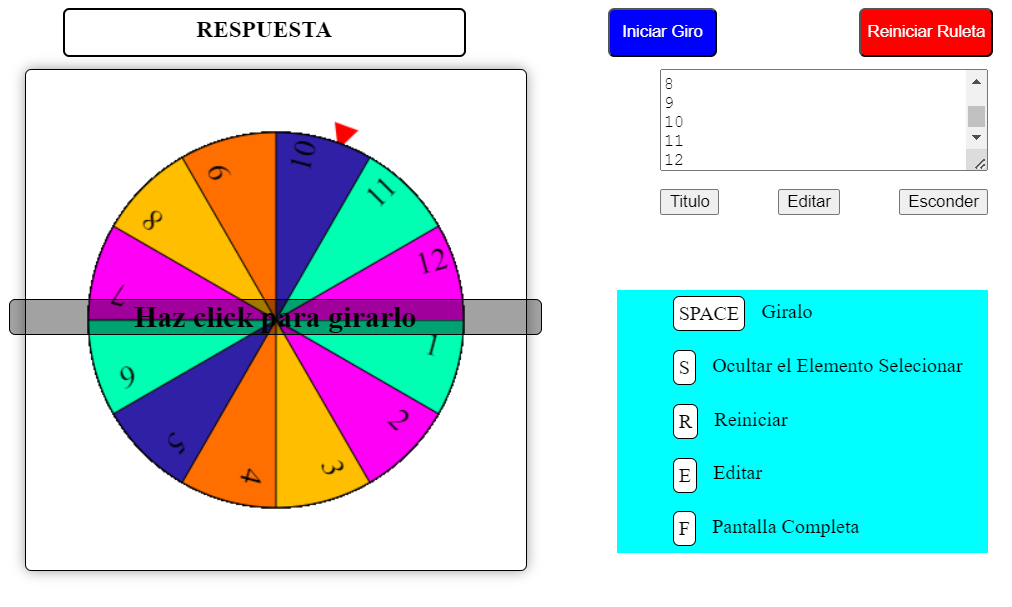 RESPUESTA
Iniciar Giro
Reiniciar Ruleta
8
9
10
11
12
Titulo
Editar
Esconder
10
11
12
1
2
3
4
5
6
7
8
9
Haz click para girarlo
SPACE Giralo
S Ocultar el Elemento Selecionar
R Reiniciar
E Editar
F Pantalla Completa